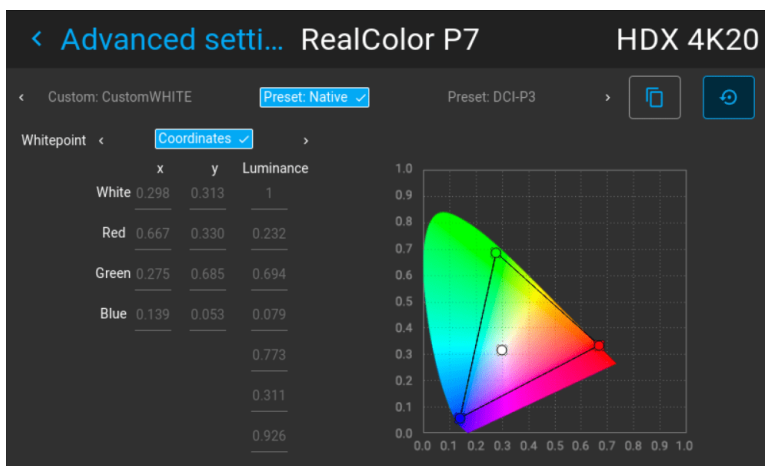 ‹ Advanced setti... RealColor P7 HDX 4K20
‹ Custom: CustomWHITE Preset: Native ✓ Preset: DCI-P3 ›
Whitepoint ‹ Coordinates ✓ ›
x y Luminance
White 0.298 0.313 1
Red 0.667 0.330 0.232
Green 0.275 0.685 0.694
Blue 0.139 0.053 0.079
0.773
0.311
0.926
1.0
0.9
0.8
0.7
0.6
0.5
0.4
0.3
0.2
0.1
0.0
0.0 0.1 0.2 0.3 0.4 0.5 0.6 0.7 0.8 0.9 1.0